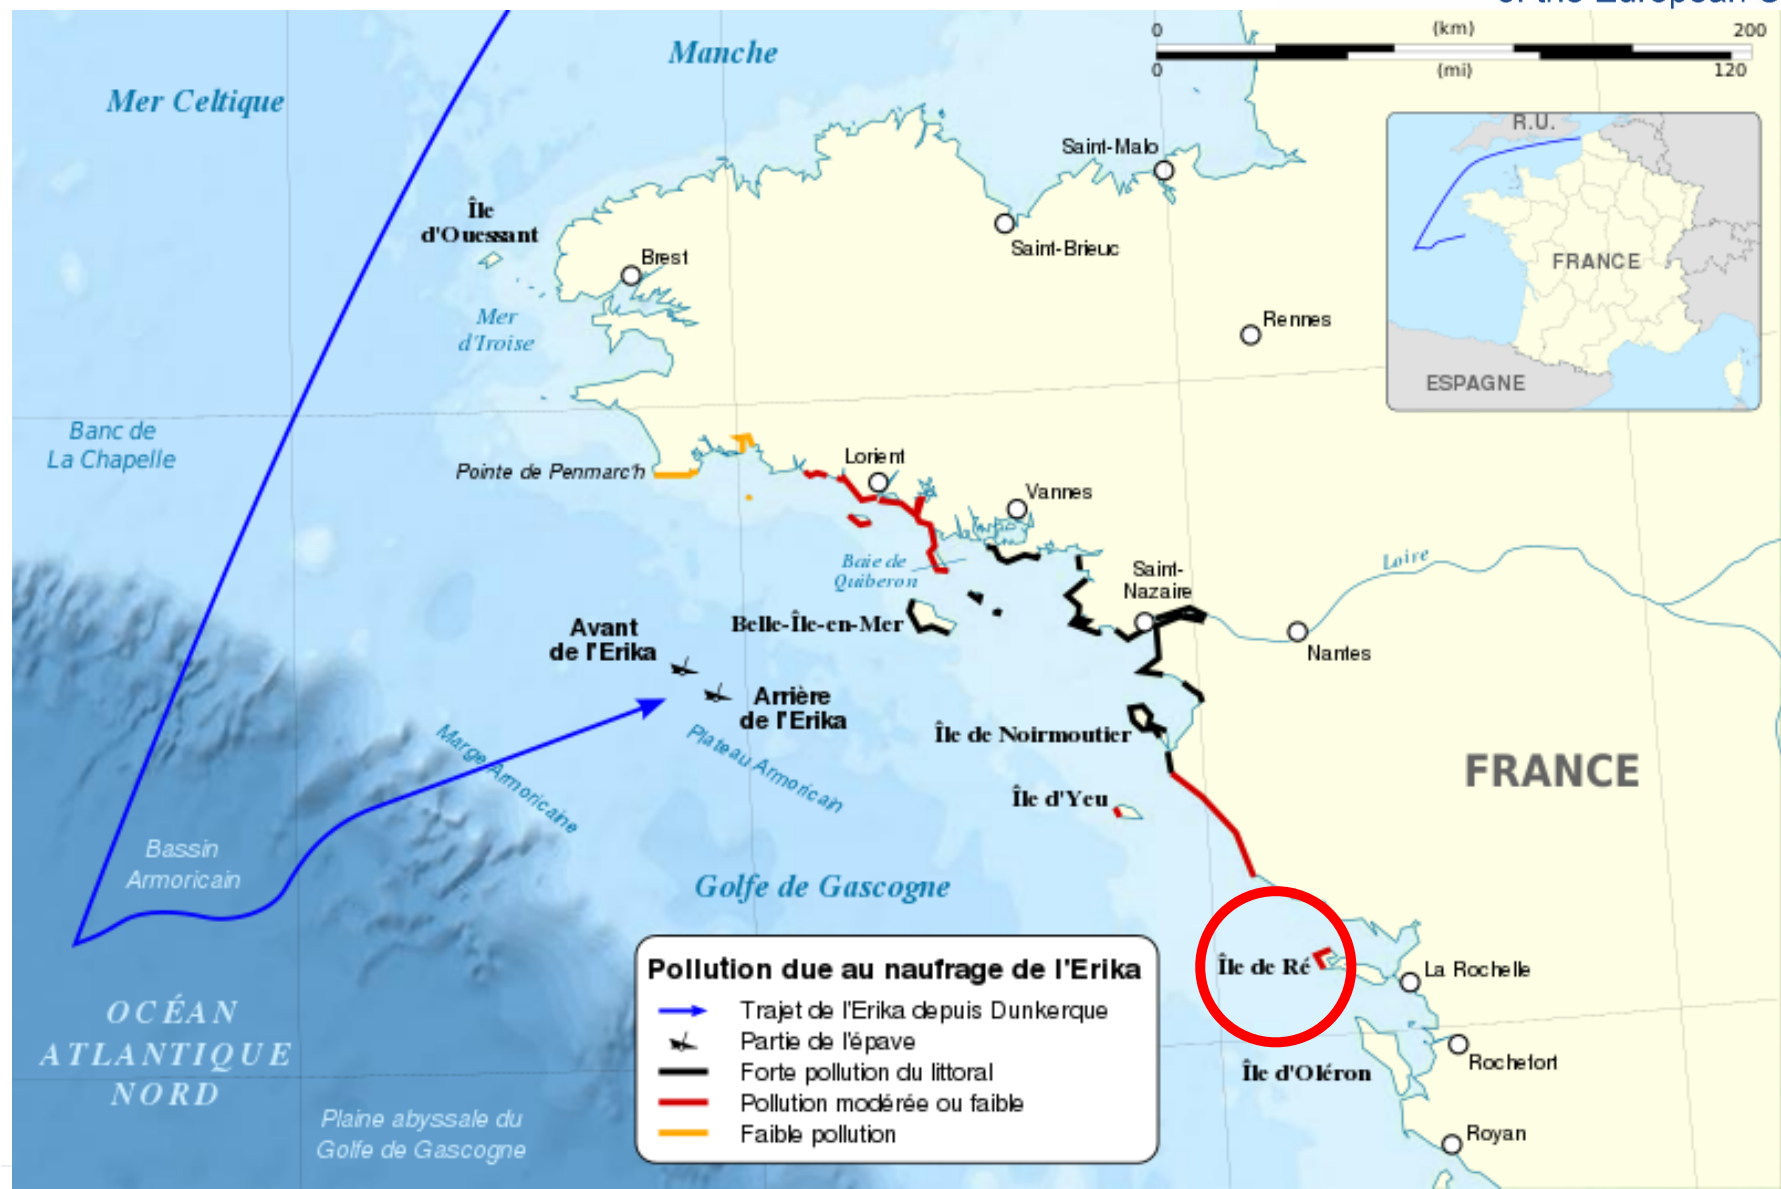 of the European
0
(km)
200
0
(mi)
120
Manche
Mer Celtique
R.U.
FRANCE
ESPAGNE
Saint-Malo
Île
d'Ouessant
Saint-Brieuc
Brest
Mer
d'Iroise
Rennes
Banc de
La Chapelle
Pointe de Penmarc'h
Lorient
Vannes
Baie de
Quiberon
Saint-
Nazaire
Loire
Belle-Île-en-Mer
Nantes
Avant
de l'Erika
Arrière
de l'Erika
Île de Noirmoutier
Marge Armoricaine
Plateau Armoricain
FRANCE
Île d'Yeu
Bassin
Armoricain
Golfe de Gascogne
Île de Ré
La Rochelle
OCÉAN
ATLANTIQUE
NORD
Rochefort
Île d'Oléron
Royan
Plaine abyssale du
Golfe de Gascogne
Pollution due au naufrage de l'Erika
Trajet de l'Erika depuis Dunkerque
Partie de l'épave
Forte pollution du littoral
Pollution modérée ou faible
Faible pollution